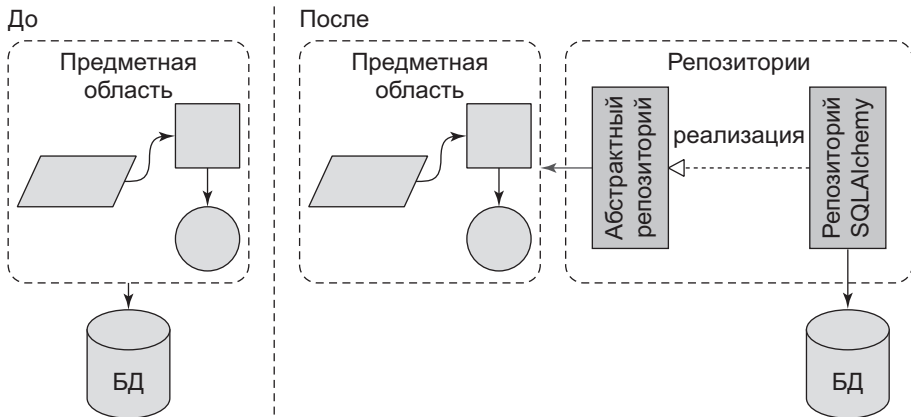 До
Предметная
область
БД
После
Предметная
область
Репозитории
Абстрактный
репозиторий
реализация
Репозиторий
SQLAlchemy
БД